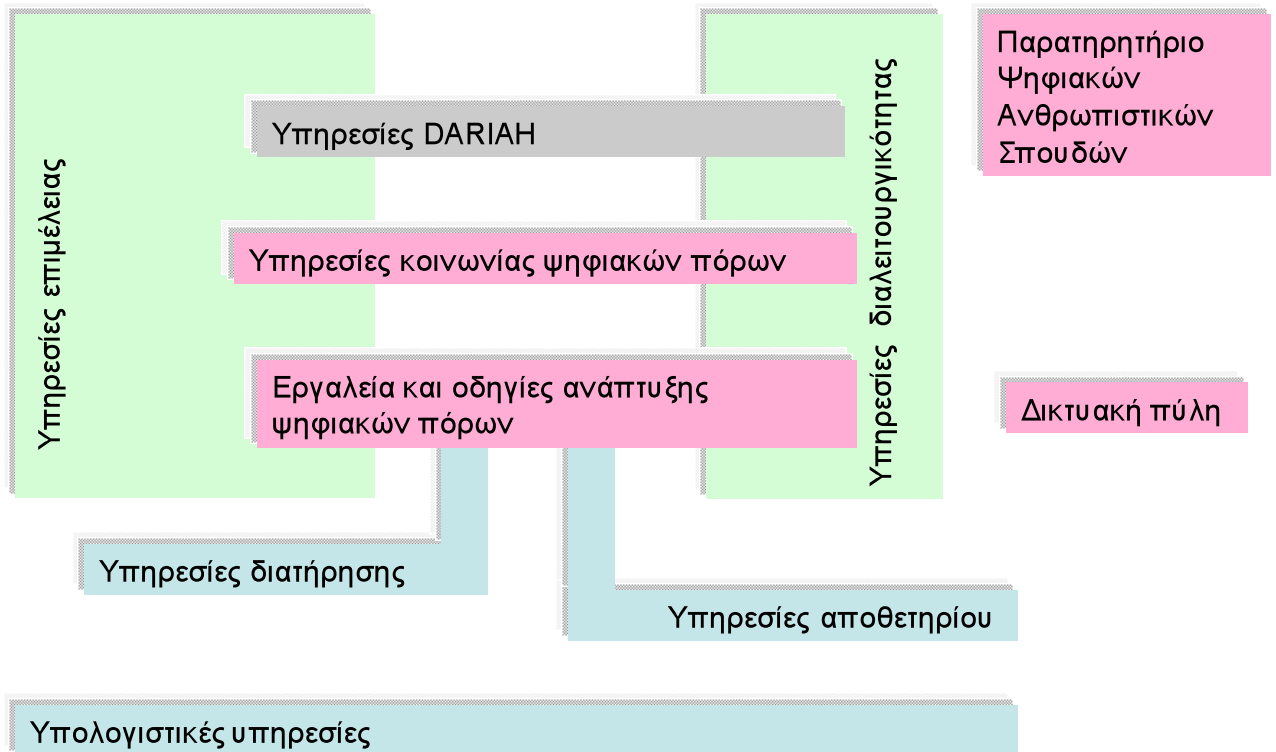 Παρατηρητήριο
Ψηφιακών
Ανθρωπιστικών
Σπουδών
Υπηρεσίες επιμέλειας
Υπηρεσίες DARIAH
Υπηρεσίες διαλειτουργικότητας
Υπηρεσίες κοινωνίας ψηφιακών πόρων
Εργαλεία και οδηγίες ανάπτυξης
ψηφιακών πόρων
Δικτυακή πύλη
Υπηρεσίες διατήρησης
Υπηρεσίες αποθετηρίου
Υπολογιστικές υπηρεσίες